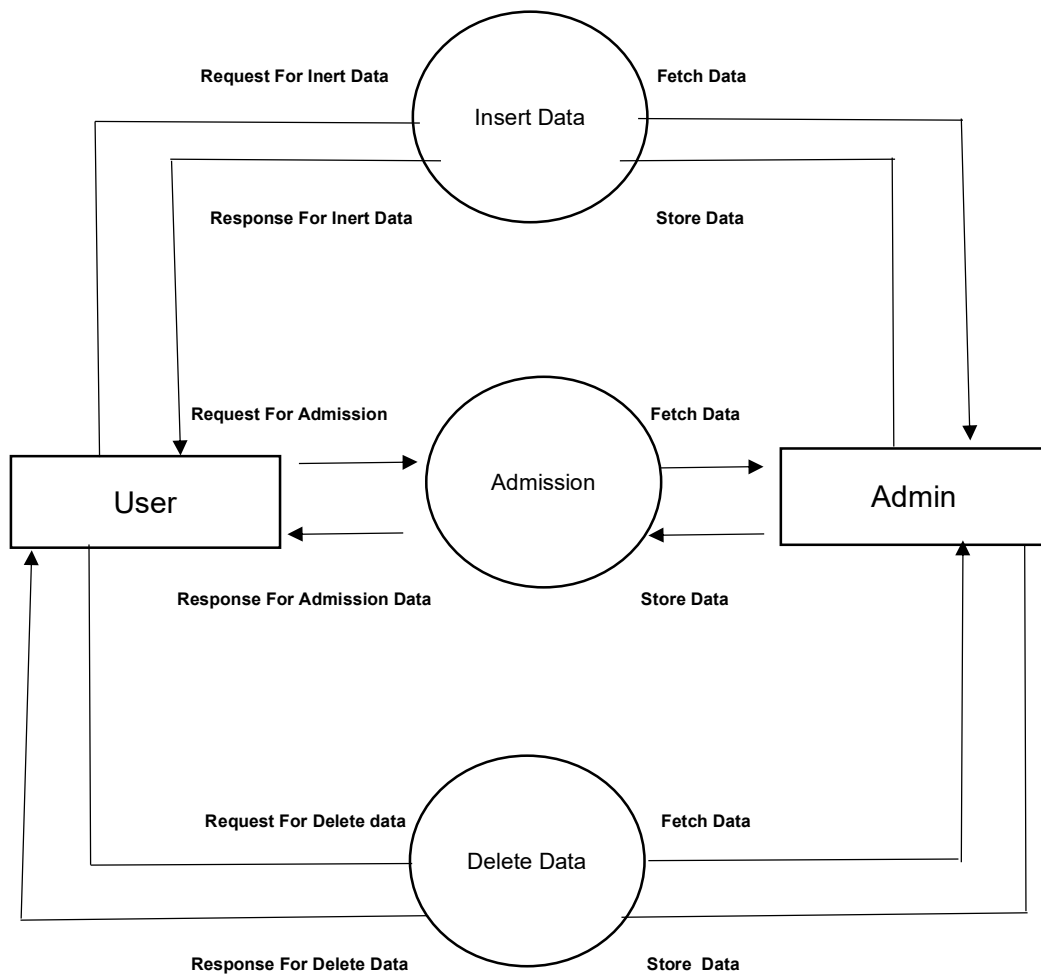 Request For Inert Data
Fetch Data
Insert Data
Response For Inert Data
Store Data
Request For Admission
Fetch Data
User
Admission
Admin
Response For Admission Data
Store Data
Request For Delete data
Fetch Data
Delete Data
Response For Delete Data
Store  Data